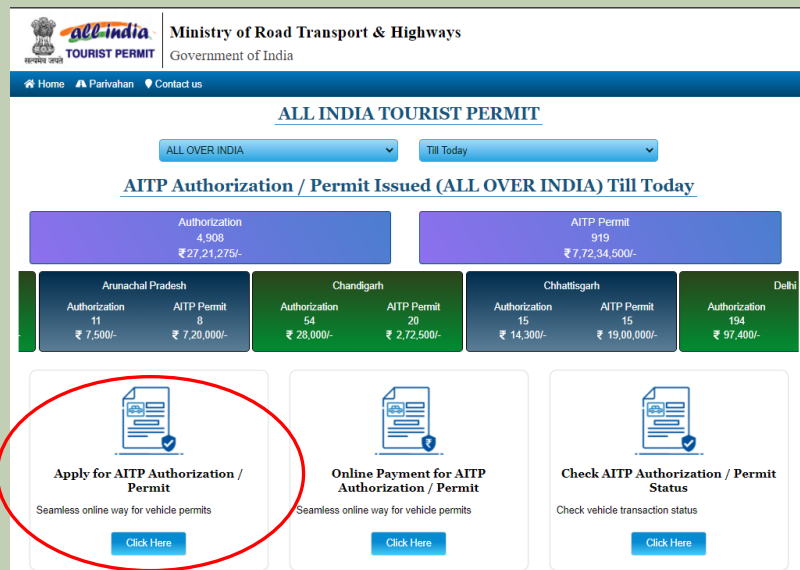 all india
TOURIST PERMIT
सत्यमेव जयते
Ministry of Road Transport & Highways
Government of India
Home Parivahan Contact us
ALL INDIA TOURIST PERMIT
ALL OVER INDIA Till Today
AITP Authorization / Permit Issued (ALL OVER INDIA) Till Today
Authorization
4,908
₹27,21,275/-
AITP Permit
919
₹7,72,34,500/-
Arunachal Pradesh
Authorization AITP Permit
11 8
₹ 7,500/- ₹ 7,20,000/-
Chandigarh
Authorization AITP Permit
54 20
₹ 28,000/- ₹ 2,72,500/-
Chhattisgarh
Authorization AITP Permit
15 15
₹ 14,300/- ₹ 19,00,000/-
Delhi
Authorization
194
₹ 97,400/-
Apply for AITP Authorization /
Permit
Seamless online way for vehicle permits
Click Here
Online Payment for AITP
Authorization / Permit
Seamless online way for vehicle permits
Click Here
Check AITP Authorization / Permit
Status
Check vehicle transaction status
Click Here